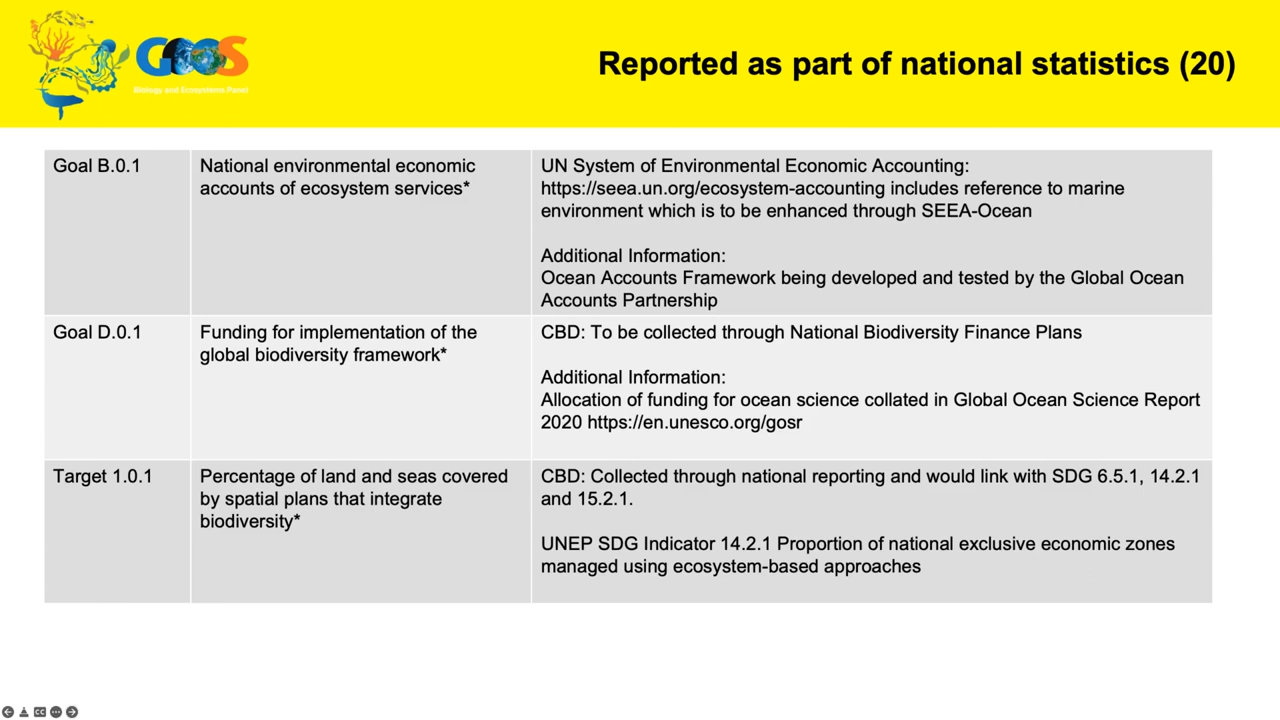 GOOS
Biology and Ecosystems Panel
Reported as part of national statistics (20)
Goal B.0.1
National environmental economic
accounts of ecosystem services*
UN System of Environmental Economic Accounting:
https://seea.un.org/ecosystem-accounting includes reference to marine
environment which is to be enhanced through SEEA-Ocean
Additional Information:
Ocean Accounts Framework being developed and tested by the Global Ocean
Accounts Partnership
Goal D.0.1
Funding for implementation of the
global biodiversity framework*
CBD: To be collected through National Biodiversity Finance Plans
Additional Information:
Allocation of funding for ocean science collated in Global Ocean Science Report
2020 https://en.unesco.org/gosr
Target 1.0.1
Percentage of land and seas covered
by spatial plans that integrate
biodiversity*
CBD: Collected through national reporting and would link with SDG 6.5.1, 14.2.1
and 15.2.1.
UNEP SDG Indicator 14.2.1 Proportion of national exclusive economic zones
managed using ecosystem-based approaches
CC